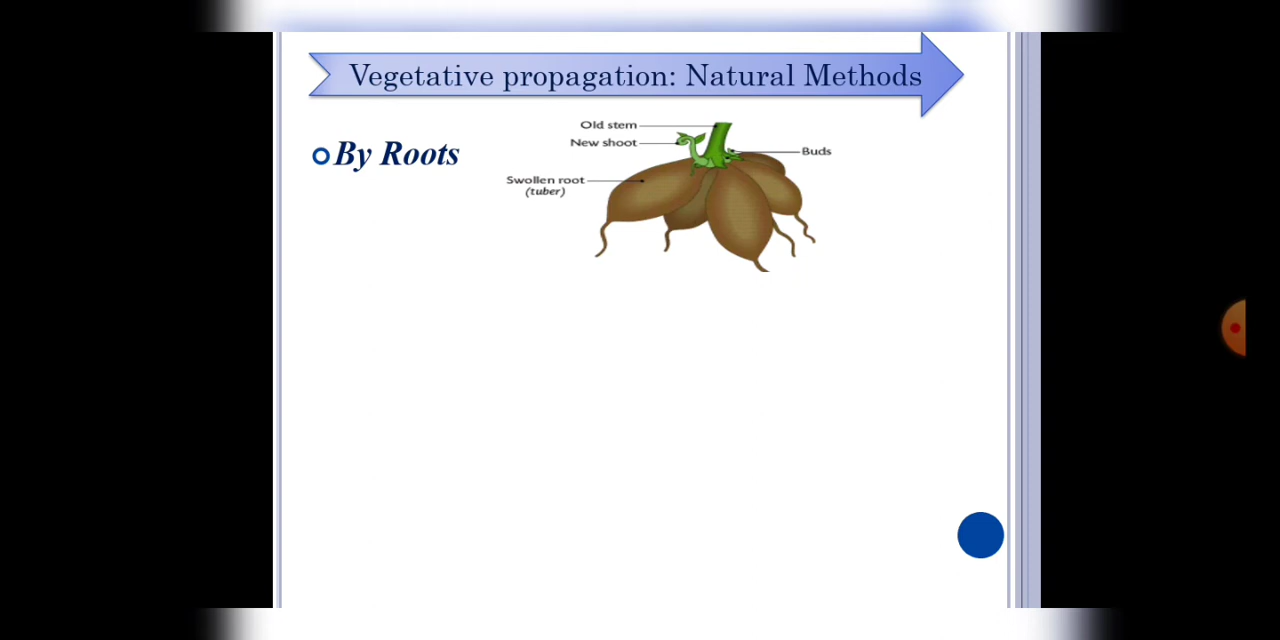 Vegetative propagation: Natural Methods
By Roots
Old stem
New shoot
Buds
Swollen root
(tuber)